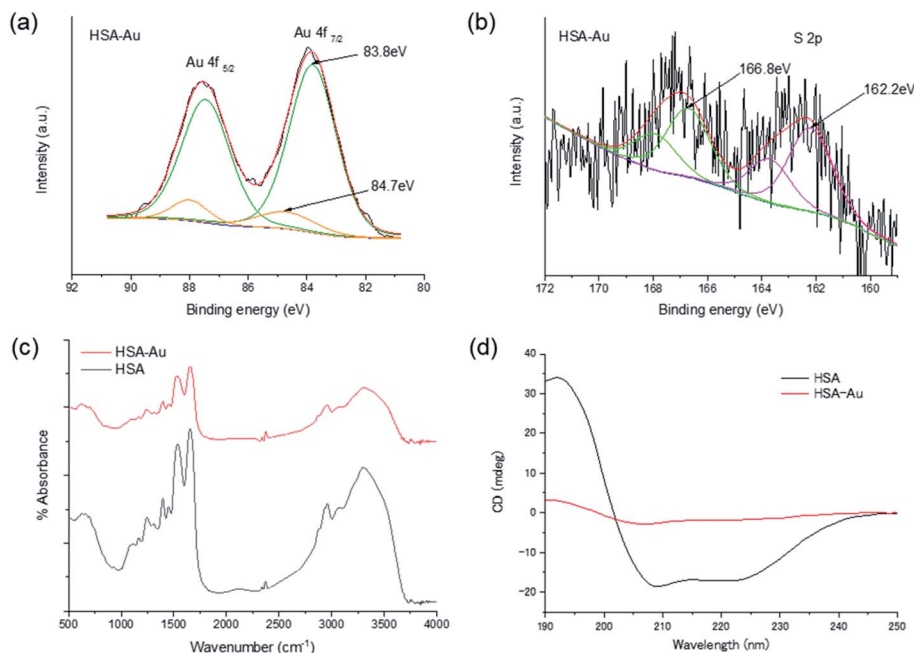 (a)
HSA-Au
Au 4f 5/2
Au 4f 7/2
83.8eV
84.7eV
Intensity (a.u.)
92 90 88 86 84 82 80
Binding energy (eV)
(b)
HSA-Au
S 2p
166.8eV
162.2eV
Intensity (a.u.)
172 170 168 166 164 162 160
Binding energy (eV)
(c)
HSA-Au
HSA
% Absorbance
500 1000 1500 2000 2500 3000 3500 4000
Wavenumber (cm-1)
(d)
HSA
HSA-Au
CD (mdeg)
40
30
20
10
0
-10
-20
190 200 210 220 230 240 250
Wavelength (nm)